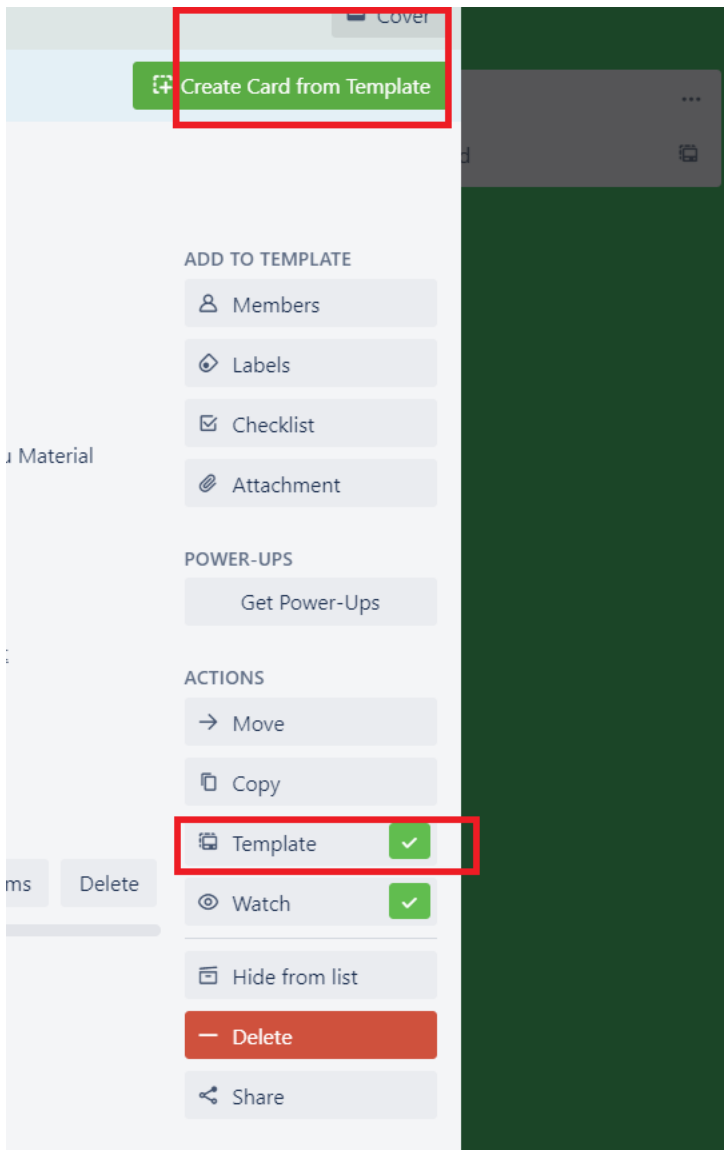 Cover
Create Card from Template
d
ADD TO TEMPLATE
Members
Labels
Checklist
u Material
Attachment
POWER-UPS
Get Power-Ups
ACTIONS
Move
Copy
Template
ms Delete
Watch
Hide from list
Delete
Share